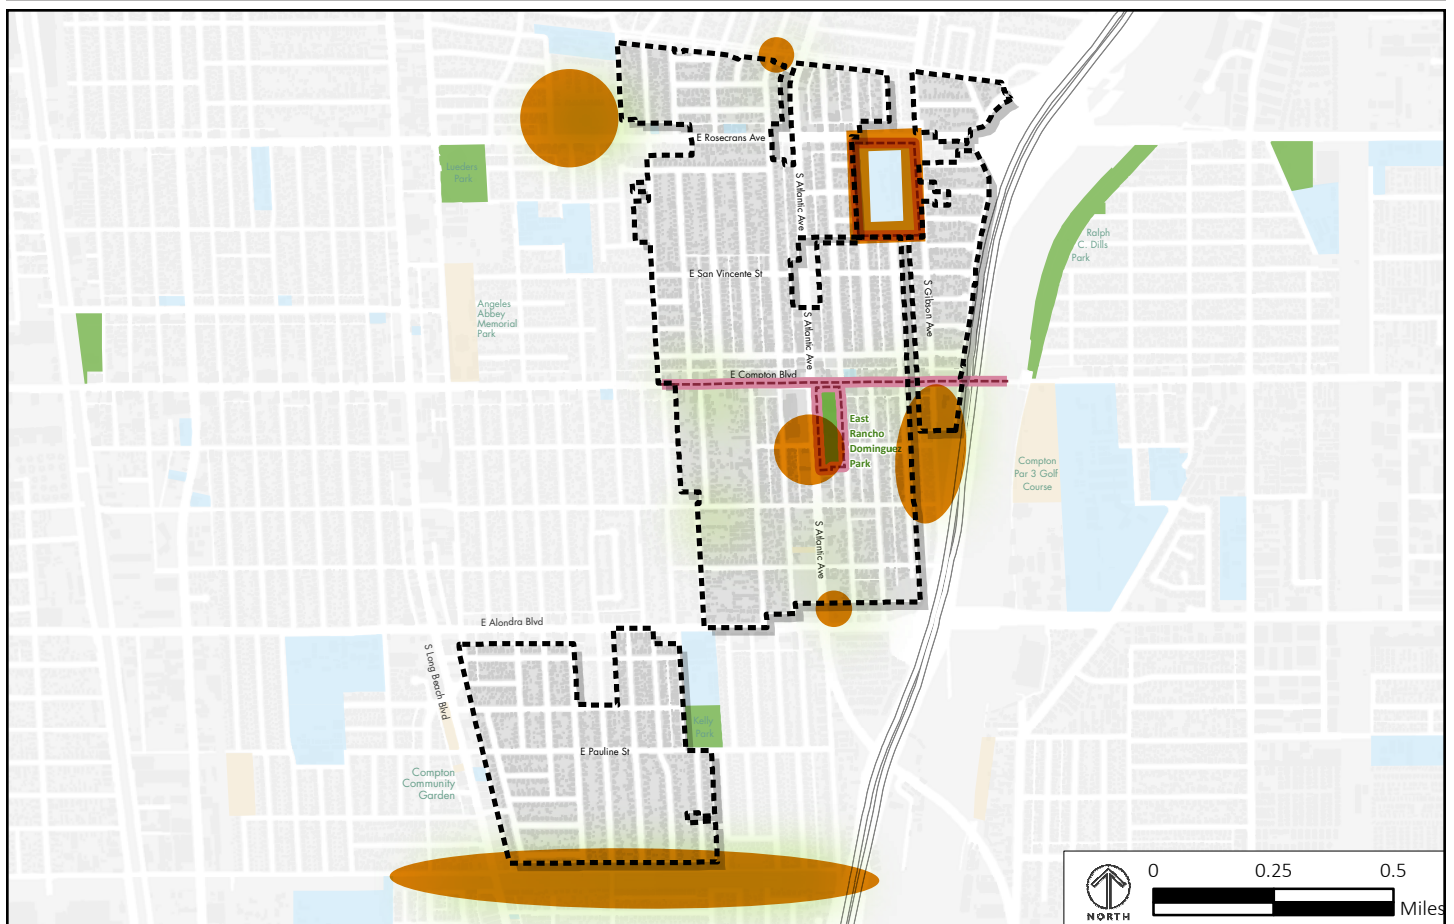 E Rosecrans Ave
Lueders
Park
S Atlantic Ave
Ralph
C. Dills
Park
E San Vincente St
S Gibson Ave
Angeles
Abbey
Memorial
Park
S Atlantic Ave
E Compton Blvd
East
Rancho
Dominguez
Park
Compton
Par 3 Golf
Course
S Atlantic Ave
E Alondra Blvd
S Long Beach Blvd
Kelly
Park
E Pauline St
Compton
Community
Garden
0 0.25 0.5
Miles
NORTH